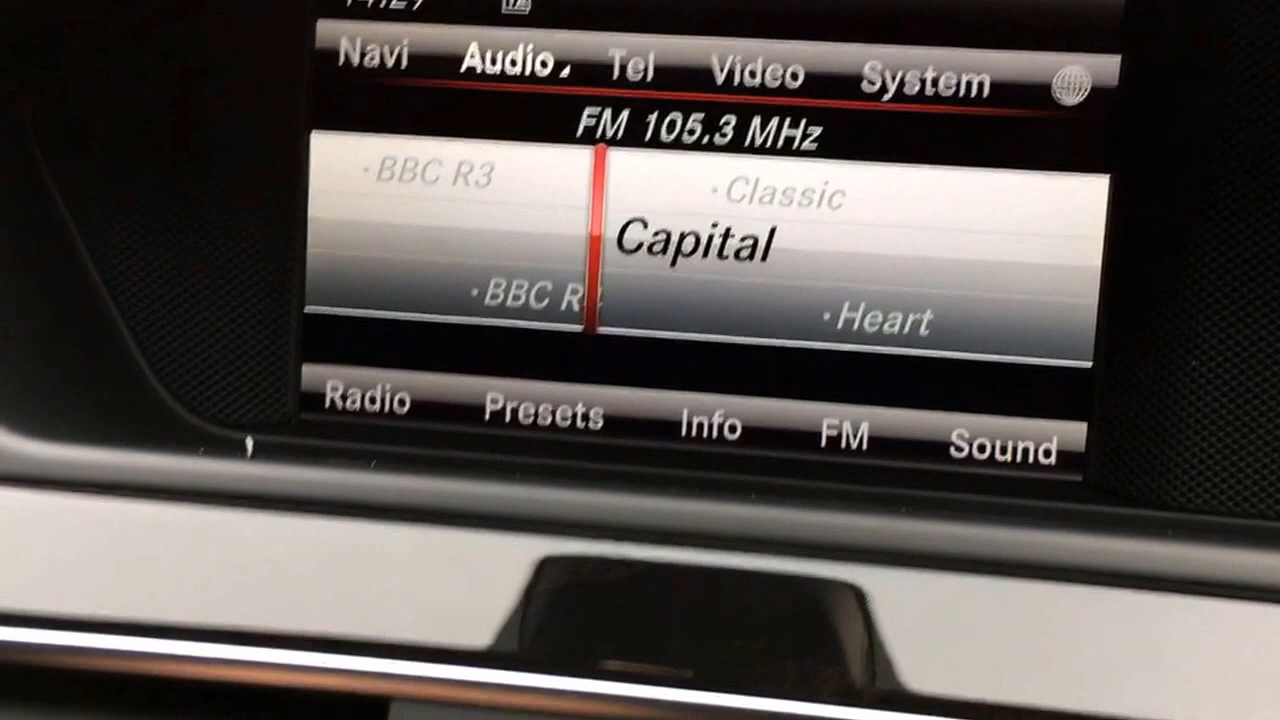 Navi Audio Tel Video System
FM 105.3 MHz
BBC R3 Classic
Capital
BBC Heart
Radio Presets Info FM Sound